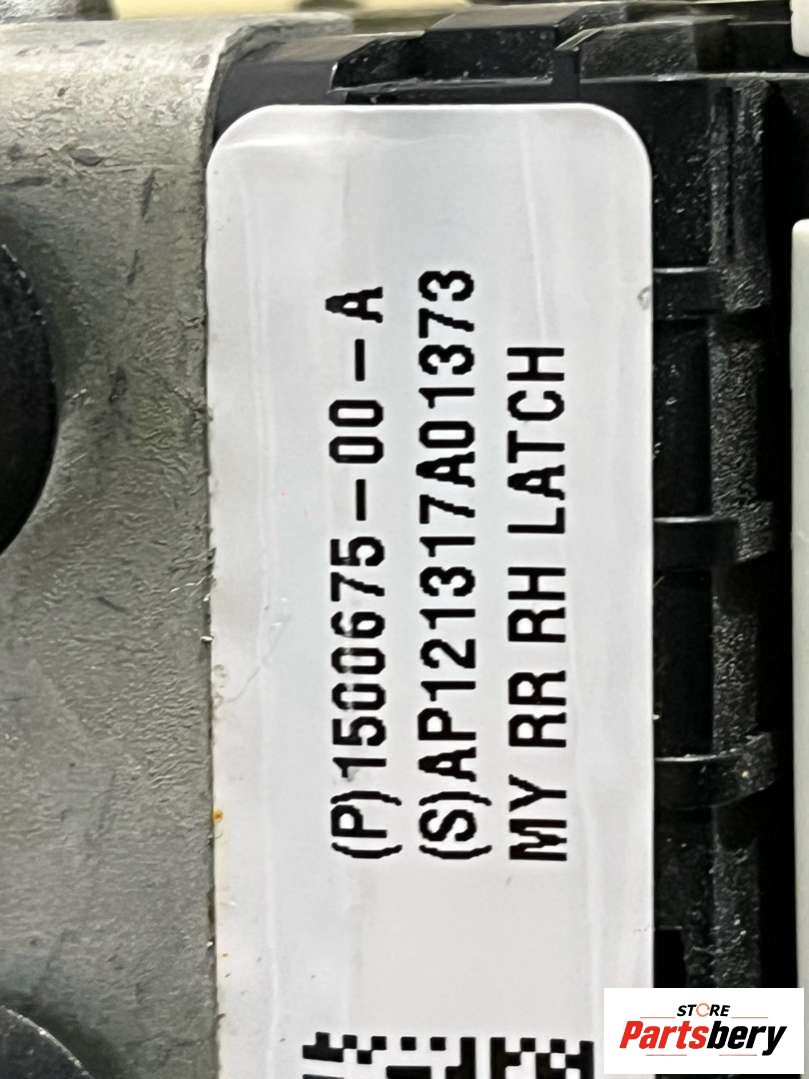 (P)1500675-00-A
(S)AP121317A01373
MY RR RH LATCH
STORE
Partsbery